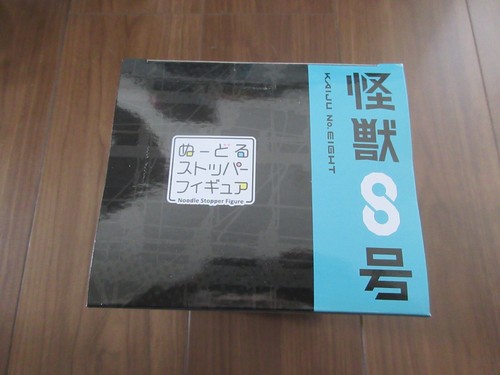 ぬーどる
ストッパー
フィギュア
Noodle Stopper Figure
怪獣8号
KAIJU No.EIGHT